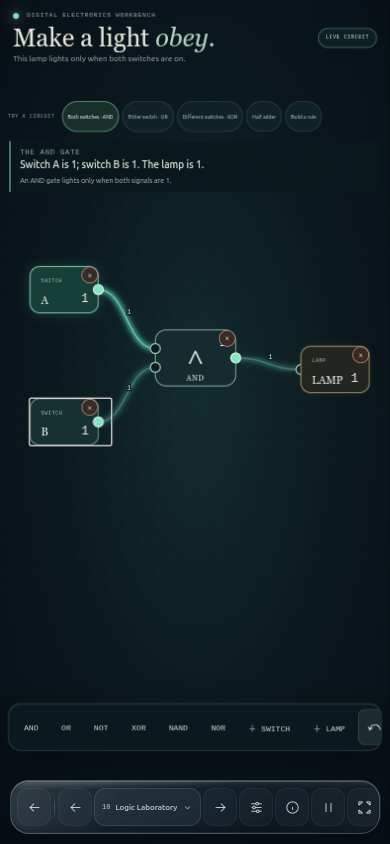 DIGITAL ELECTRONICS WORKBENCH
Make a light obey.
This lamp lights only when both switches are on.
LIVE CIRCUIT
TRY A CIRCUIT
Both switches · AND
Either switch · OR
Different switches · XOR
Half adder
Build a rule
THE AND GATE
Switch A is 1; switch B is 1. The lamp is 1.
An AND gate lights only when both signals are 1.
SWITCH
A 1
1
AND
1
LAMP
LAMP 1
1
SWITCH
B 1
AND OR NOT XOR NAND NOR + SWITCH + LAMP
10 Logic Laboratory